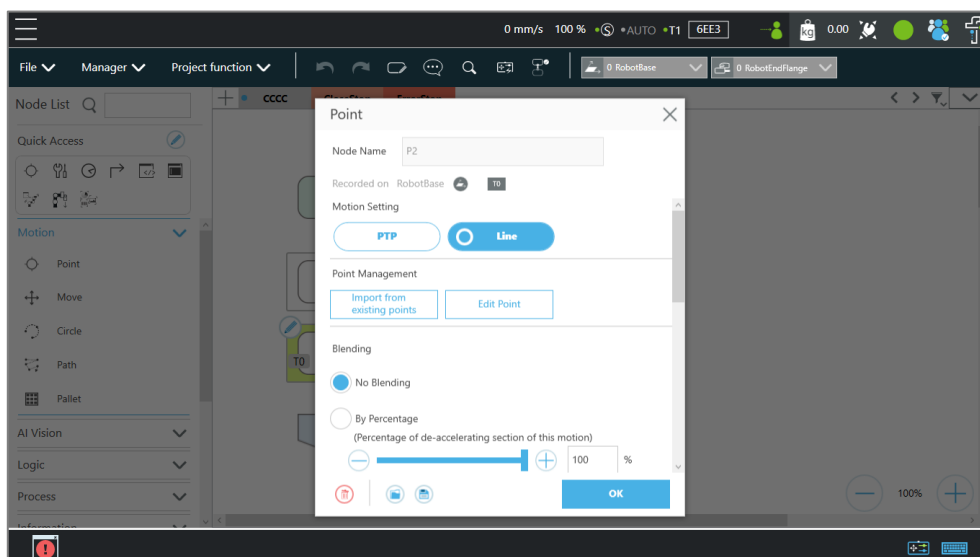 0 mm/s 100 % S AUTO T1 6EE3 kg 0.00
File Manager Project function 0 RobotBase 0 RobotEndFlange
Node List cccc
Point
Quick Access
Node Name P2
Recorded on RobotBase T0
Motion Setting
Motion
PTP Line
Point
Point Management
Move
Import from
existing points
Edit Point
Circle
Blending
Path
T0
No Blending
Pallet
By Percentage
AI Vision
(Percentage of de-accelerating section of this motion)
100 %
Logic
Process
OK
100%
Information